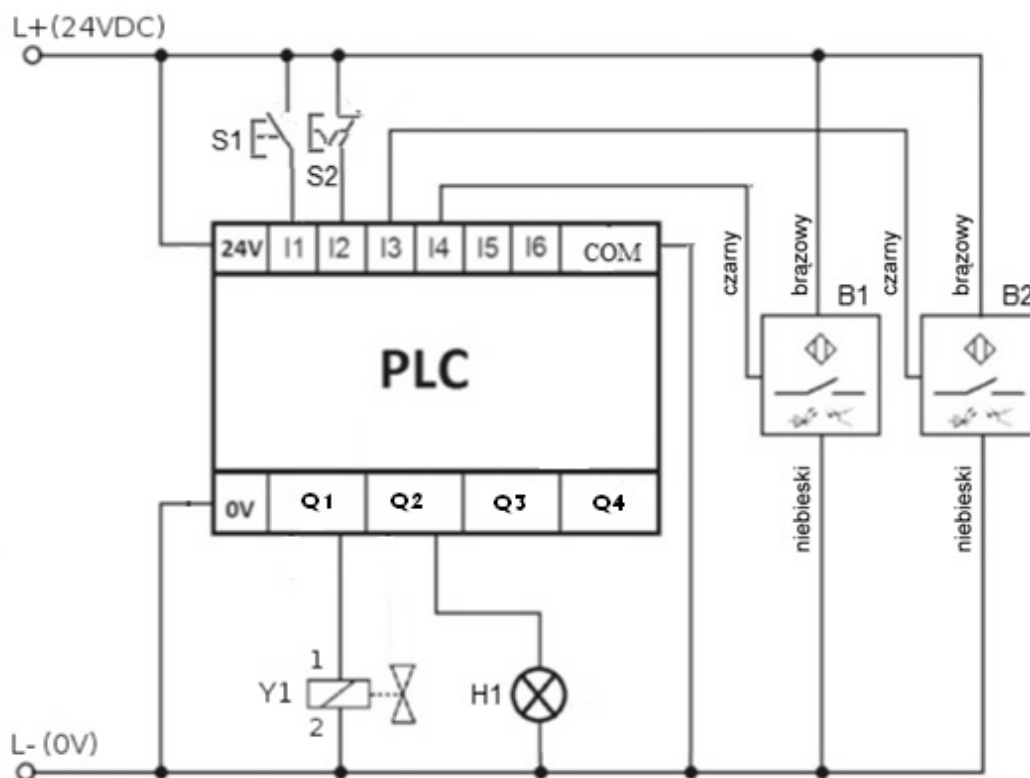 L+(24VDC)
S1
S2
24V I1 I2 I3 I4 I5 I6 COM
czarny
brązowy
czarny
brązowy
B1
B2
PLC
niebieski
niebieski
0V Q1 Q2 Q3 Q4
1
Y1
2
H1
L-(0V)